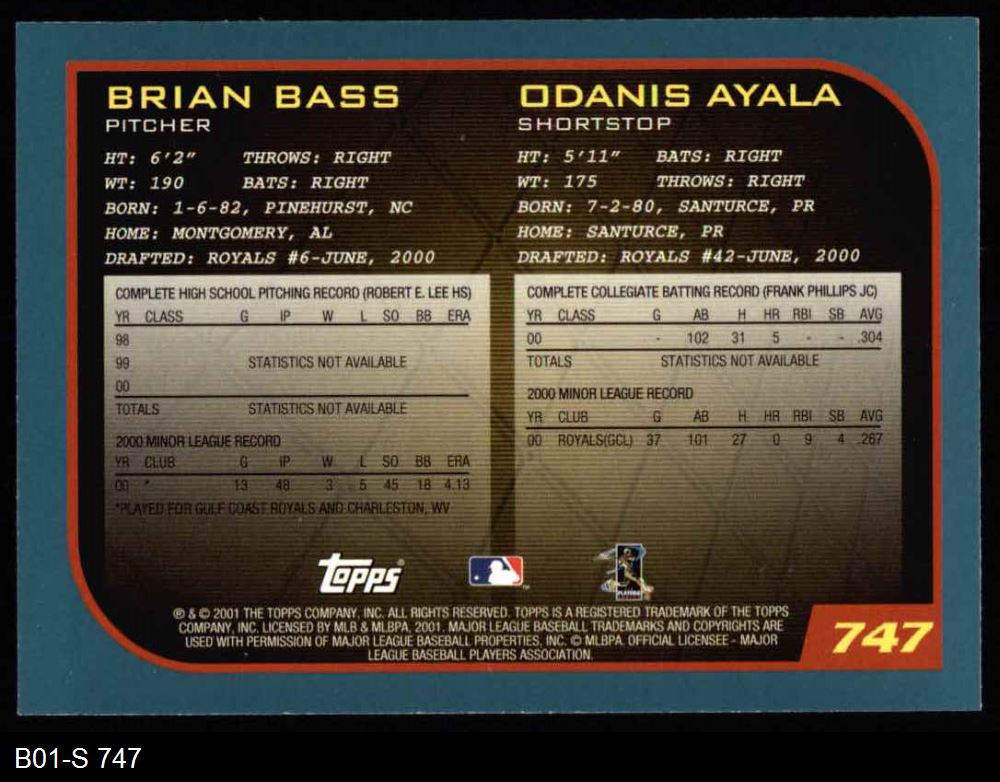 BRIAN BASS
PITCHER
HT: 6'2" THROWS: RIGHT
WT: 190 BATS: RIGHT
BORN: 1-6-82, PINEHURST, NC
HOME: MONTGOMERY, AL
DRAFTED: ROYALS #6-JUNE, 2000
COMPLETE HIGH SCHOOL PITCHING RECORD (ROBERT E. LEE HS)
YR CLASS G IP W L SO BB ERA
98
99 STATISTICS NOT AVAILABLE
00
TOTALS STATISTICS NOT AVAILABLE
2000 MINOR LEAGUE RECORD
YR CLUB G IP W L SO BB ERA
00 * 13 48 3 5 45 18 4.13
*PLAYED FOR GULF COAST ROYALS AND CHARLESTON, WV
ODANIS AYALA
SHORTSTOP
HT: 5'11" BATS: RIGHT
WT: 175 THROWS: RIGHT
BORN: 7-2-80, SANTURCE, PR
HOME: SANTURCE, PR
DRAFTED: ROYALS #42-JUNE, 2000
COMPLETE COLLEGIATE BATTING RECORD (FRANK PHILLIPS JC)
YR CLASS G AB H HR RBI SB AVG
00 - 102 31 5 - - .304
TOTALS STATISTICS NOT AVAILABLE
2000 MINOR LEAGUE RECORD
YR CLUB G AB H HR RBI SB AVG
00 ROYALS(GCL) 37 101 27 0 9 4 .267
Topps®
℗ & © 2001 THE TOPPS COMPANY, INC. ALL RIGHTS RESERVED. TOPPS IS A REGISTERED TRADEMARK OF THE TOPPS
COMPANY, INC. LICENSED BY MLB & MLBPA, 2001. MAJOR LEAGUE BASEBALL TRADEMARKS AND COPYRIGHTS ARE
USED WITH PERMISSION OF MAJOR LEAGUE BASEBALL PROPERTIES, INC. © MLBPA. OFFICIAL LICENSEE - MAJOR
LEAGUE BASEBALL PLAYERS ASSOCIATION.
747
B01-S 747